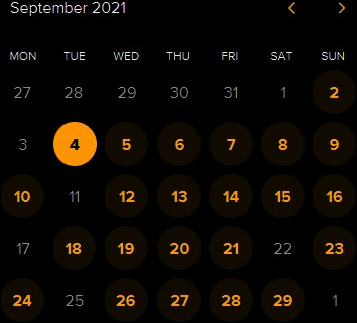 September 2021
MON TUE WED THU FRI SAT SUN
27 28 29 30 31 1 2
3 4 5 6 7 8 9
10 11 12 13 14 15 16
17 18 19 20 21 22 23
24 25 26 27 28 29 1